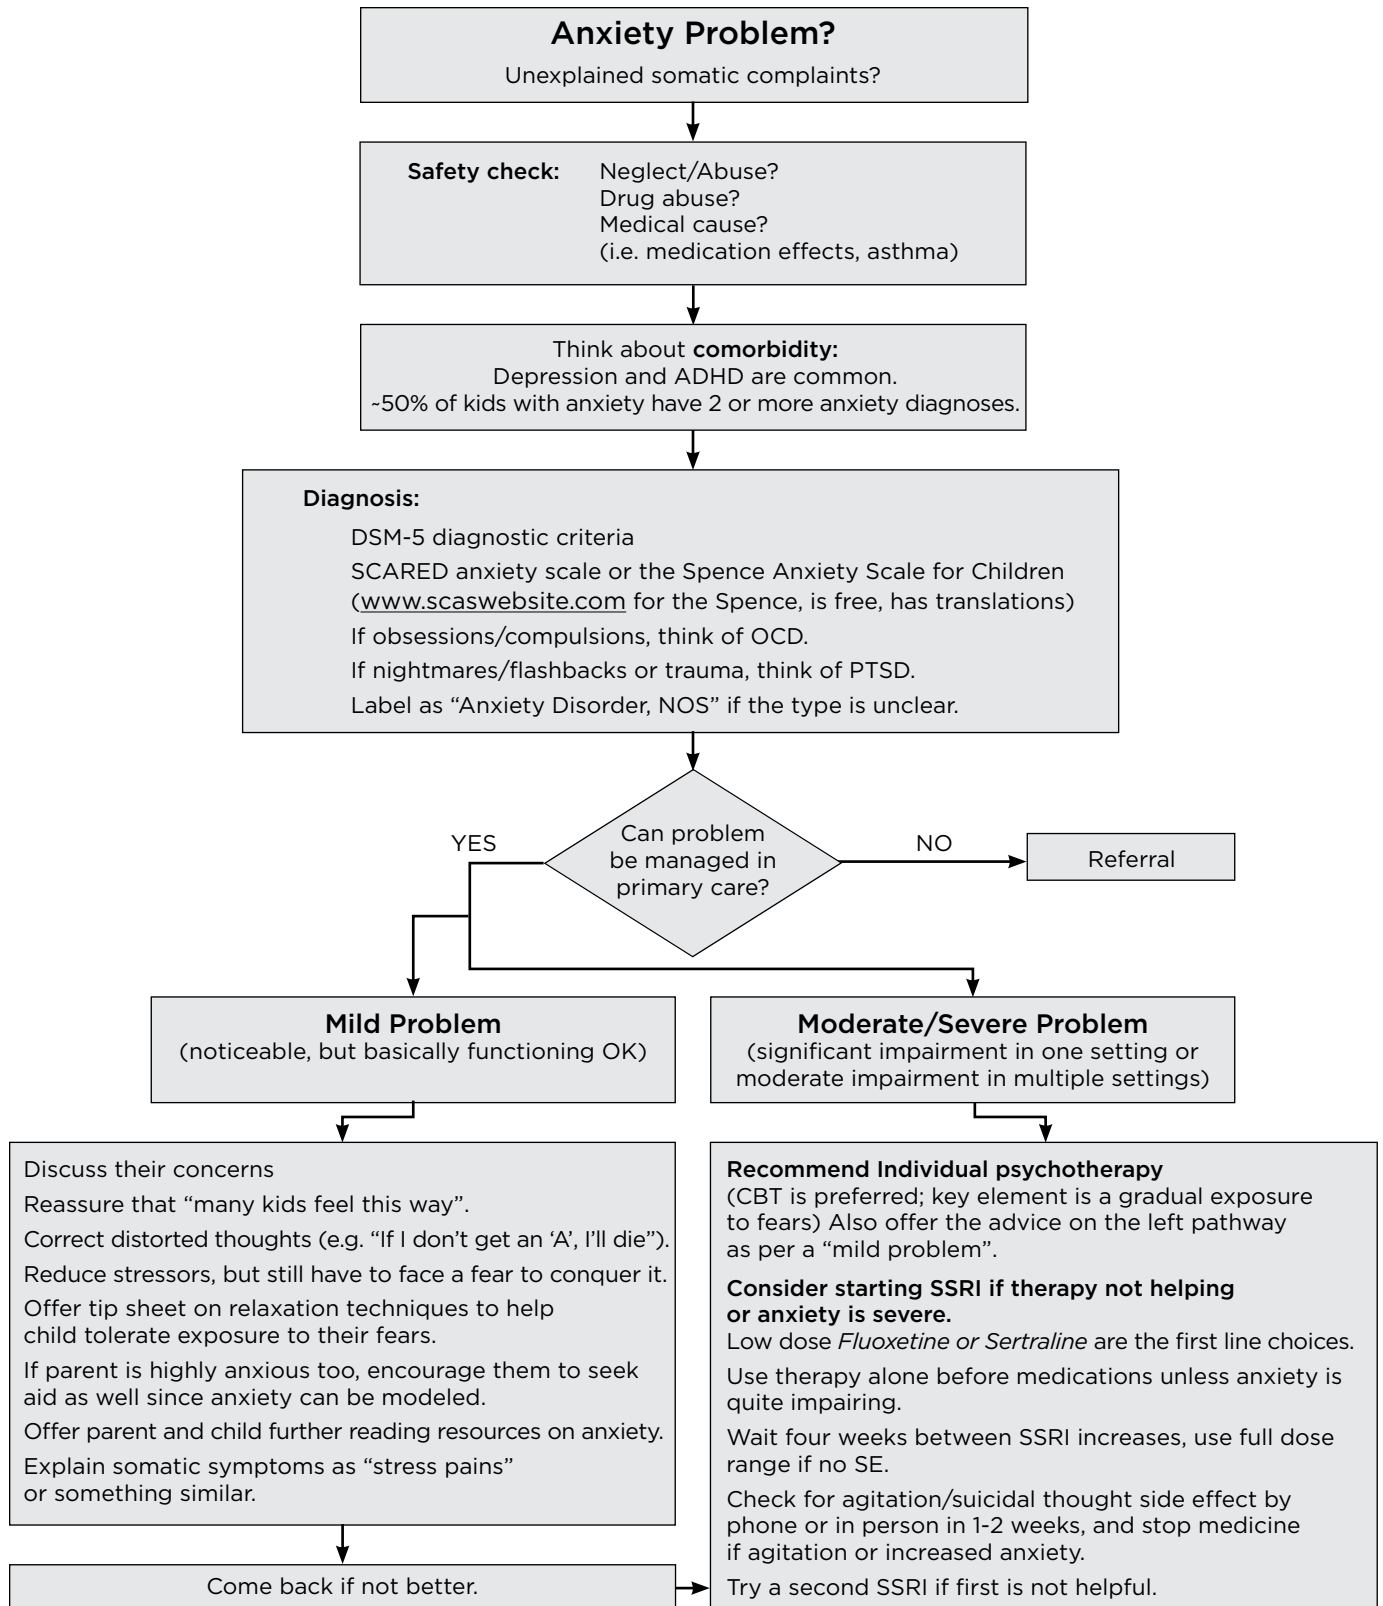 Anxiety Problem?
Unexplained somatic complaints?
Safety check: Neglect/Abuse?
Drug abuse?
Medical cause?
(i.e. medication effects, asthma)
Think about comorbidity:
Depression and ADHD are common.
~50% of kids with anxiety have 2 or more anxiety diagnoses.
Diagnosis:
DSM-5 diagnostic criteria
SCARED anxiety scale or the Spence Anxiety Scale for Children
(www.scaswebsite.com for the Spence, is free, has translations)
If obsessions/compulsions, think of OCD.
If nightmares/flashbacks or trauma, think of PTSD.
Label as “Anxiety Disorder, NOS” if the type is unclear.
Can problem
be managed in
primary care?
YES
NO
Referral
Mild Problem
(noticeable, but basically functioning OK)
Moderate/Severe Problem
(significant impairment in one setting or
moderate impairment in multiple settings)
Discuss their concerns
Reassure that “many kids feel this way”.
Correct distorted thoughts (e.g. “If I don’t get an ‘A’, I’ll die”).
Reduce stressors, but still have to face a fear to conquer it.
Offer tip sheet on relaxation techniques to help
child tolerate exposure to their fears.
If parent is highly anxious too, encourage them to seek
aid as well since anxiety can be modeled.
Offer parent and child further reading resources on anxiety.
Explain somatic symptoms as “stress pains”
or something similar.
Come back if not better.
Recommend Individual psychotherapy
(CBT is preferred; key element is a gradual exposure
to fears) Also offer the advice on the left pathway
as per a “mild problem”.
Consider starting SSRI if therapy not helping
or anxiety is severe.
Low dose Fluoxetine or Sertraline are the first line choices.
Use therapy alone before medications unless anxiety is
quite impairing.
Wait four weeks between SSRI increases, use full dose
range if no SE.
Check for agitation/suicidal thought side effect by
phone or in person in 1-2 weeks, and stop medicine
if agitation or increased anxiety.
Try a second SSRI if first is not helpful.